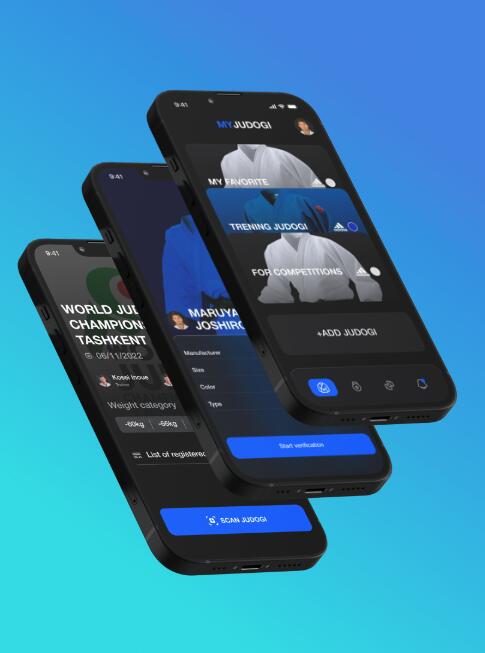 9:41
MYJUDOGI
MY FAVORITE
TRENING JUDOGI
FOR COMPETITIONS
+ADD JUDOGI
9:41
MARUYA
JOSHIRO
Manufacturer
Size
Color
Type
Start verification
9:41
WORLD JUD
CHAMPION
TASHKENT
06/11/2022
Kosei Inoue
Weight category
-60kg
-66kg
List of registered
SCAN JUDOGI